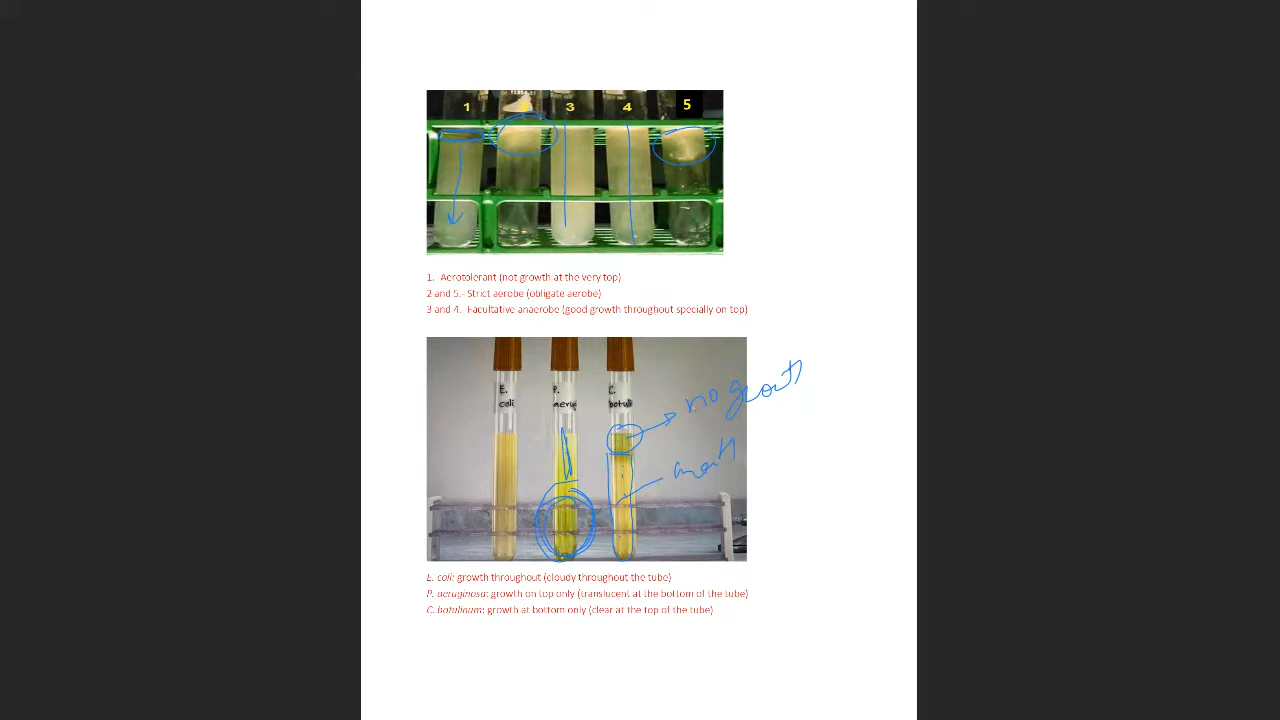 1 2 3 4 5
1. Aerotolerant (not growth at the very top)
2 and 5.- Strict aerobe (obligate aerobe)
3 and 4. Facultative anaerobe (good growth throughout specially on top)
E. coli
P. aerug
C. botuli
no growth
growth
E. coli: growth throughout (cloudy throughout the tube)
P. aeruginosa: growth on top only (translucent at the bottom of the tube)
C. botulinum: growth at bottom only (clear at the top of the tube)